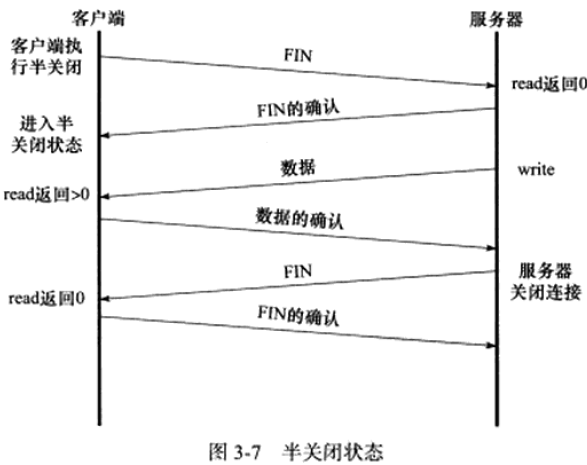 客户端
服务器
客户端执
行半关闭
FIN
read返回0
FIN的确认
进入半
关闭状态
数据
write
read返回>0
数据的确认
FIN
服务器
关闭连接
read返回0
FIN的确认
图 3-7 半关闭状态